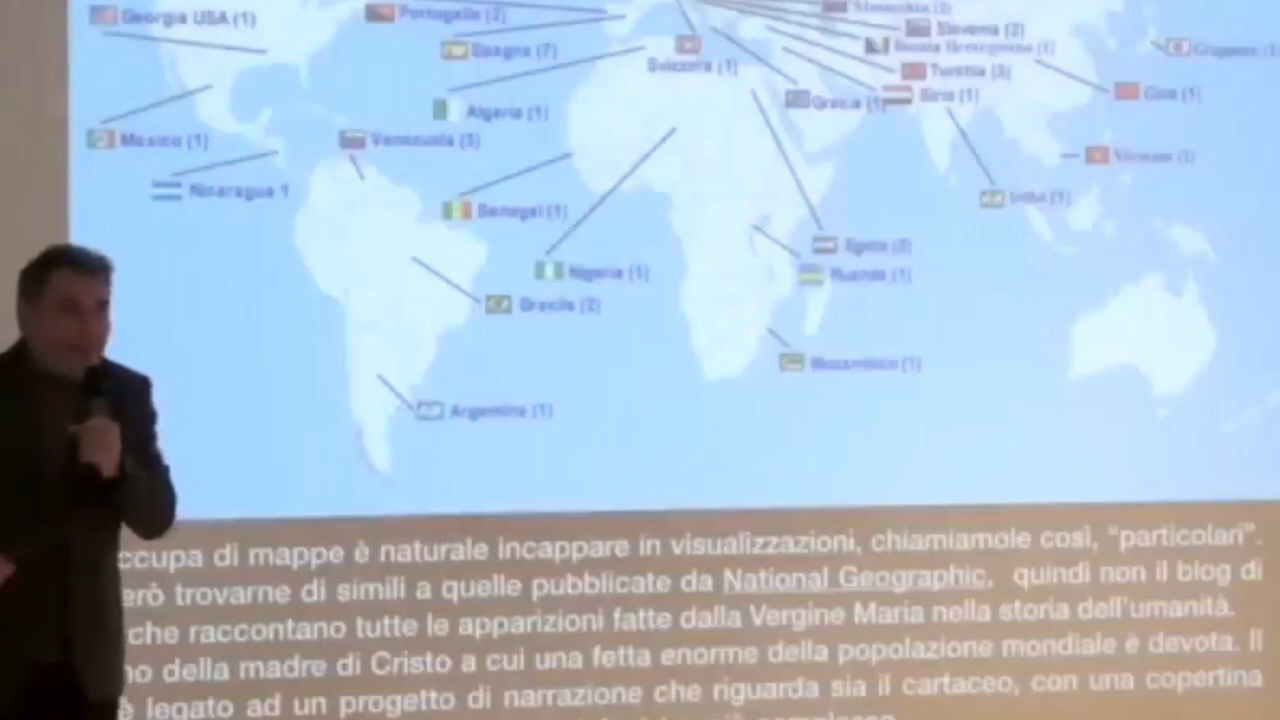 Georgia USA (1)
Portogallo (2)
Slovacchia (2)
Slovenia (2)
Spagna (7)
Bosnia Herzegovina (1)
Giappone
Svizzera (1)
Turchia (3)
Algeria (1)
Grecia (1)
Siria (1)
Cina (1)
Messico (1)
Venezuela (3)
Vietnam (1)
Nicaragua 1
India (1)
Senegal (1)
Egitto (2)
Nigeria (1)
Ruanda (1)
Brasile (2)
Mozambico (1)
Argentina (1)
ccupa di mappe è naturale incappare in visualizzazioni, chiamiamole così, “particolari”.
erò trovarne di simili a quelle pubblicate da National Geographic, quindi non il blog di
che raccontano tutte le apparizioni fatte dalla Vergine Maria nella storia dell'umanità.
no della madre di Cristo a cui una fetta enorme della popolazione mondiale è devota. Il
è legato ad un progetto di narrazione che riguarda sia il cartaceo, con una copertina